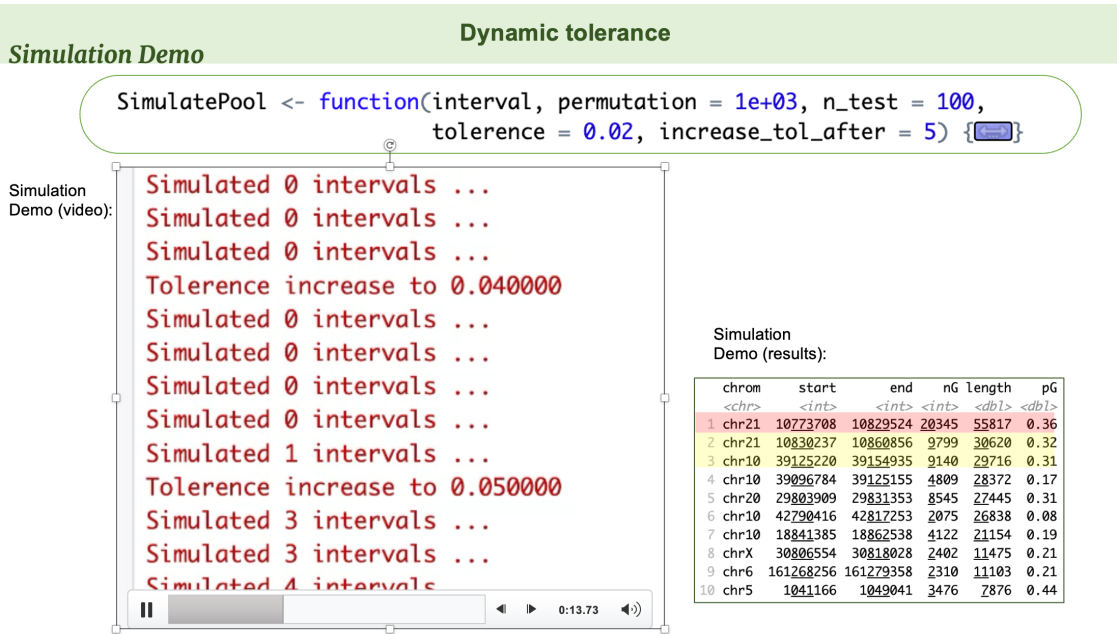 Dynamic tolerance
Simulation Demo
SimulatePool <- function(interval, permutation = 1e+03, n_test = 100,
tolerence = 0.02, increase_tol_after = 5) {}
Simulation
Demo (video):
Simulated 0 intervals ...
Simulated 0 intervals ...
Simulated 0 intervals ...
Tolerence increase to 0.040000
Simulated 0 intervals ...
Simulated 0 intervals ...
Simulated 0 intervals ...
Simulated 0 intervals ...
Simulated 1 intervals ...
Tolerence increase to 0.050000
Simulated 3 intervals ...
Simulated 3 intervals ...
Simulated 4 intervals
0:13.73
Simulation
Demo (results):
chrom start end nG length pG
<chr> <int> <int> <int> <dbl> <dbl>
1 chr21 10773708 10829524 20345 55817 0.36
2 chr21 10830237 10860856 9799 30620 0.32
3 chr10 39125220 39154935 9140 29716 0.31
4 chr10 39096784 39125155 4809 28372 0.17
5 chr20 29803909 29831353 8545 27445 0.31
6 chr10 42790416 42817253 2075 26838 0.08
7 chr10 18841385 18862538 4122 21154 0.19
8 chrX 30806554 30818028 2402 11475 0.21
9 chr6 161268256 161279358 2310 11103 0.21
10 chr5 1041166 1049041 3476 7876 0.44